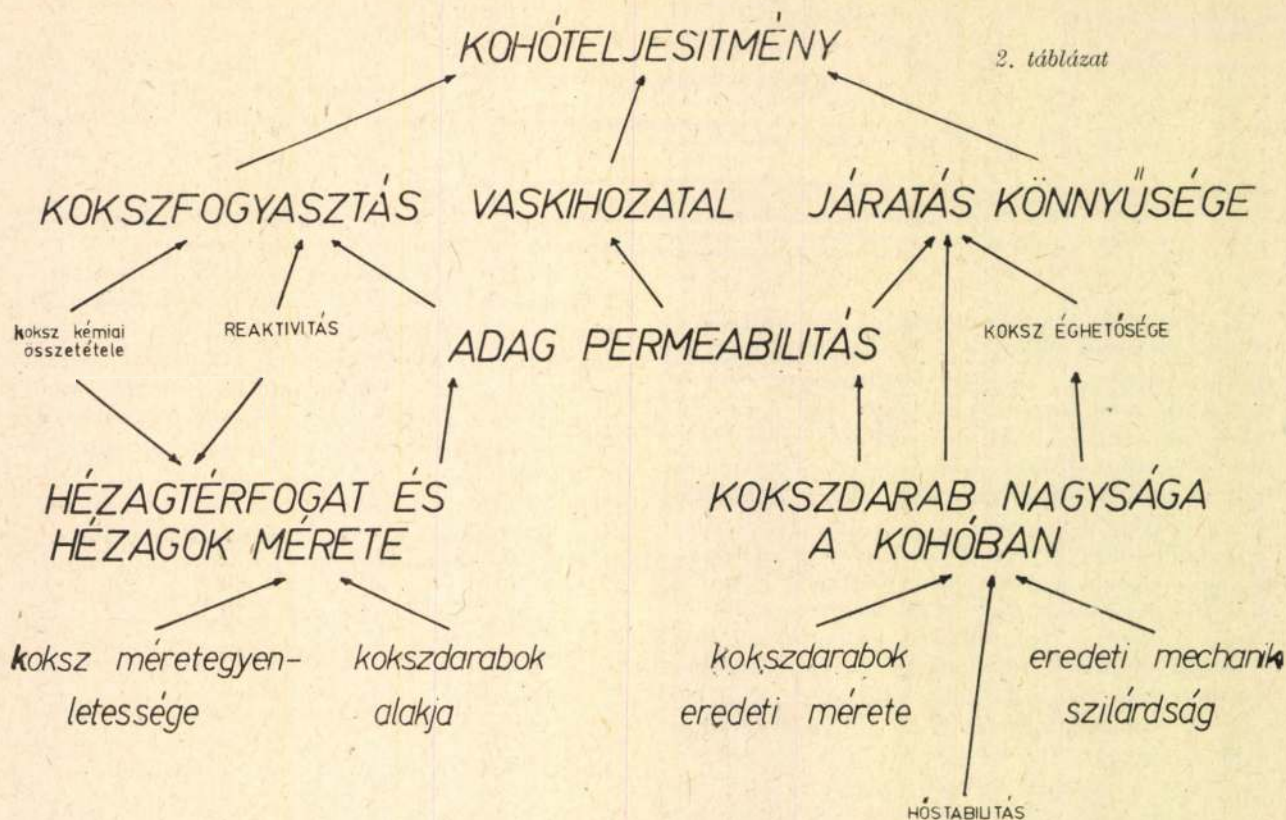 KOHÓTELJESITMÉNY
2. táblázat
KOKSZFOGYASZTÁS VASKIHOZATAL JÁRATÁS KÖNNYŰSÉGE
koksz kémiai
összetétele
REAKTIVITÁS
ADAG PERMEABILITÁS
KOKSZ ÉGHETŐSÉGE
HÉZAGTÉRFOGAT ÉS
HÉZAGOK MÉRETE
KOKSZDARAB NAGYSÁGA
A KOHÓBAN
koksz méretegyen-
letessége
kokszdarabok
alakja
kokszdarabok
eredeti mérete
eredeti mechanik
szilárdság
HŐSTABILITÁS